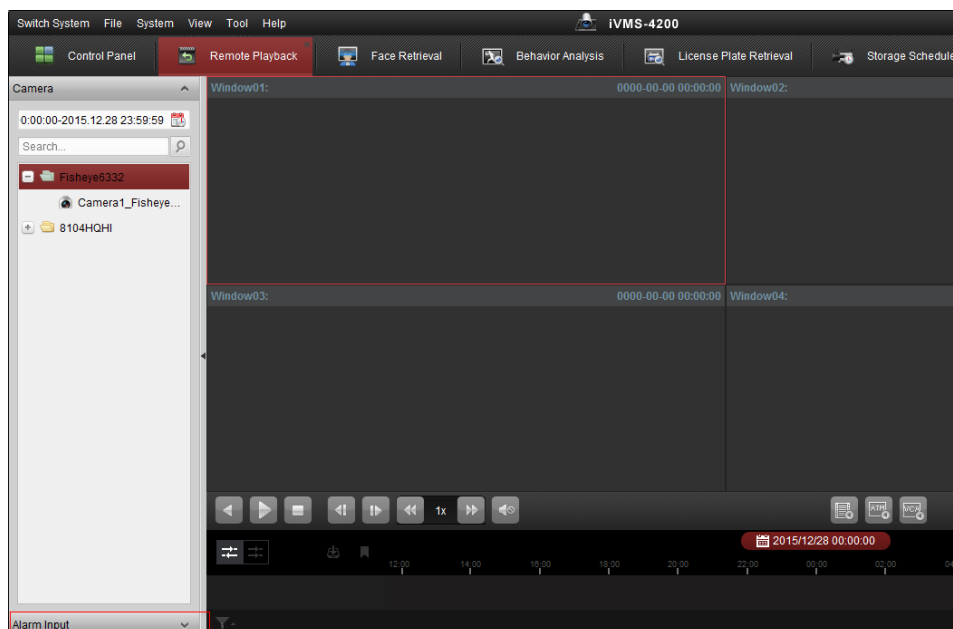 Switch System File System View Tool Help iVMS-4200
Control Panel Remote Playback Face Retrieval Behavior Analysis License Plate Retrieval Storage Schedule
Camera
0:00:00-2015.12.28 23:59:59
Search...
Fisheye6332
Camera1_Fisheye...
8104HQHI
Window01: 0000-00-00 00:00:00 Window02:
Window03: 0000-00-00 00:00:00 Window04:
1x ATM VCA
2015/12/28 00:00:00
12:00 14:00 16:00 18:00 20:00 22:00 00:00 02:00 04
Alarm Input